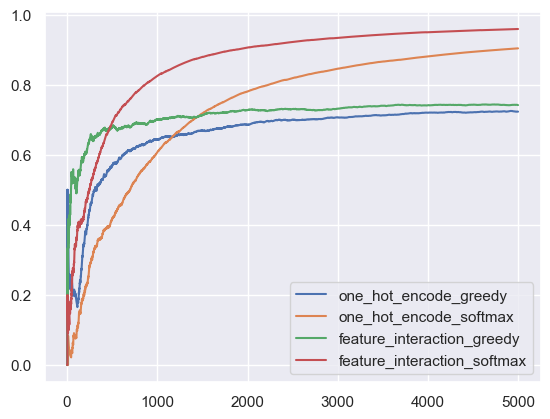 1.0
0.8
0.6
0.4
0.2
0.0
one_hot_encode_greedy
one_hot_encode_softmax
feature_interaction_greedy
feature_interaction_softmax
0 1000 2000 3000 4000 5000